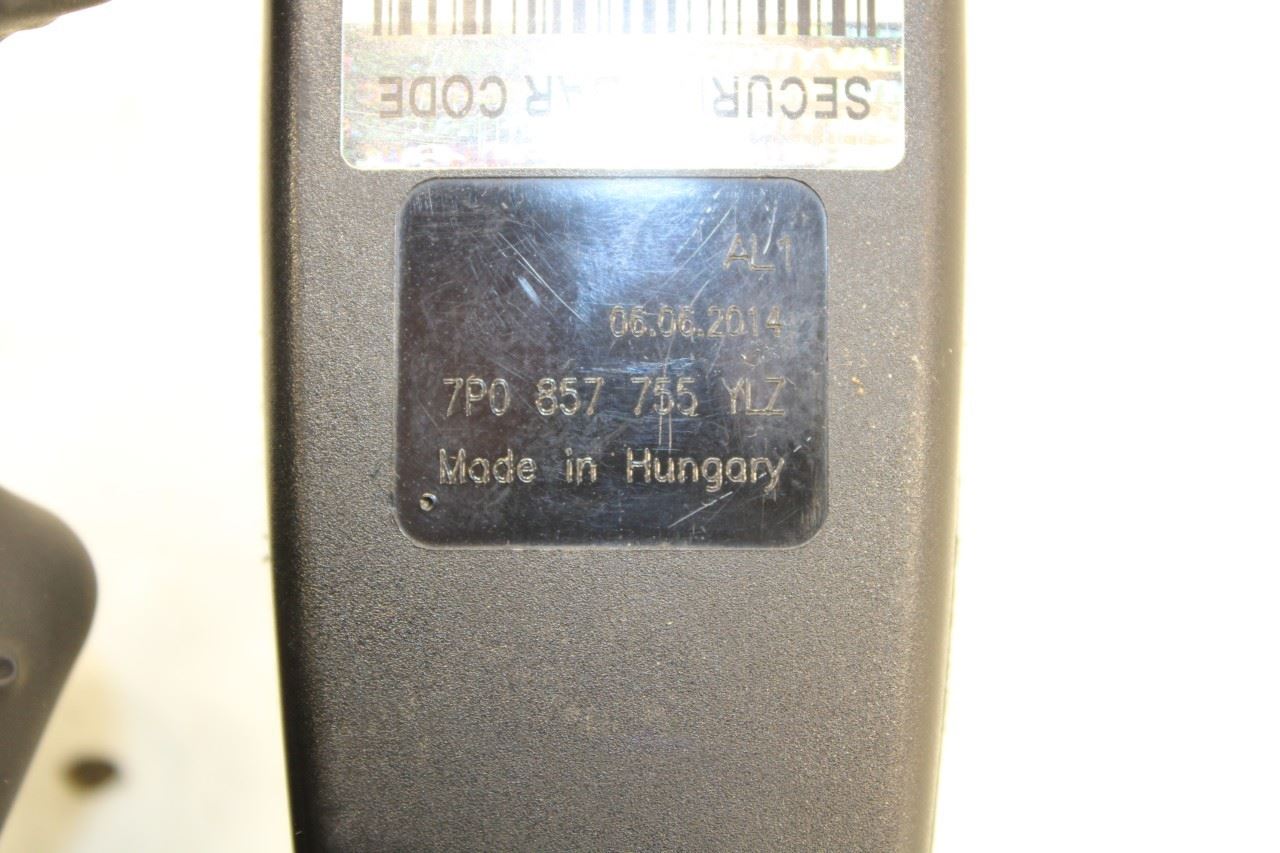 SECURI AR CODE
AL1
06.06.2014
7P0 857 755 YLZ
Made in Hungary